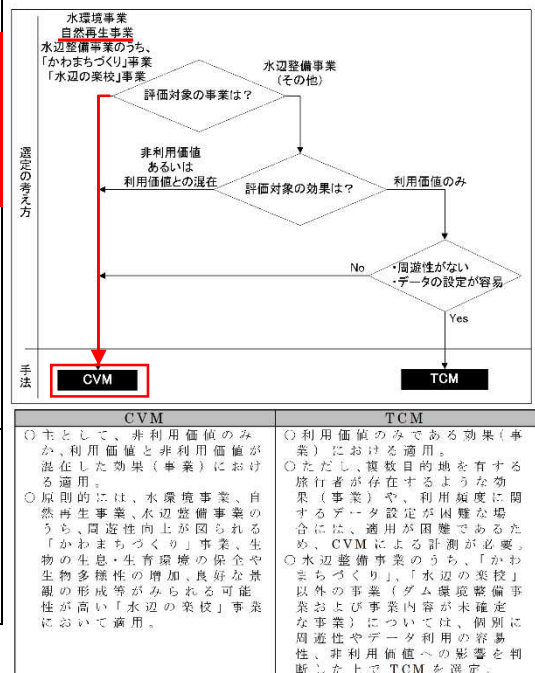 水環境事業
自然再生事業
水辺整備事業のうち、
「かわまちづくり」事業
「水辺の楽校」事業
水辺整備事業
(その他)
評価対象の事業は?
選定の考え方
非利用価値
あるいは
利用価値との混在
評価対象の効果は?
利用価値のみ
No
・周遊性がない
・データの設定が容易
Yes
手法
CVM
TCM
CVM
○主として、非利用価値のみ
か、利用価値と非利用価値が
混在した効果(事業)におけ
る適用。
○原則的には、水環境事業、自
然再生事業、水辺整備事業の
うち、周遊性向上が図られる
「かわまちづくり」事業、生
物の生息・生育環境の保全や
生物多様性の増加、良好な景
観の形成等がみられる可能
性が高い「水辺の楽校」事業
において適用。
TCM
○利用価値のみである効果(事
業)における適用。
○ただし、複数目的地を有する
旅行者が存在するような効
果(事業)や、利用頻度に関
するデータ設定が困難な場
合には、適用が困難であるた
め、CVMによる計測が必要。
○水辺整備事業のうち、「かわ
まちづくり」、「水辺の楽校」
以外の事業(ダム環境整備事
業および事業内容が未確定
な事業)については、個別に
周遊性やデータ利用の容易
性、非利用価値への影響を判
断した上でTCMを選定。